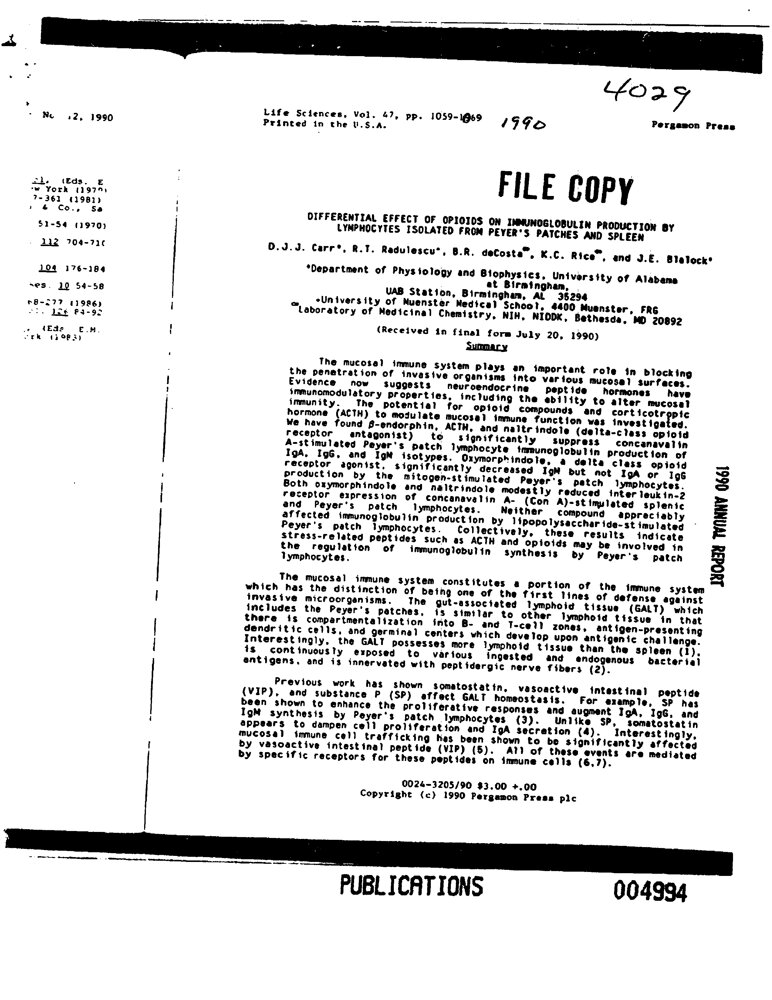 4029
No 12, 1990
Life Sciences, Vol. 47, pp. 1059-1069
Printed in the U.S.A.
1990
Pergamon Press
(Eds. E
York (1970)
7-361 (1981)
& Co., Sa
51-54 (1970)
112 704-710
104 176-184
10 54-58
68-277 (1986)
126 84-92
(Eds E.M.
(1983)
FILE COPY
DIFFERENTIAL EFFECT OF OPIOIDS ON IMMUNOGLOBULIN PRODUCTION BY
LYMPHOCYTES ISOLATED FROM PEYER'S PATCHES AND SPLEEN
D.J.J. Carr*, R.T. Radulescu+, B.R. deCosta**, K.C. Rice**, and J.E. Blalock*
*Department of Physiology and Biophysics, University of Alabama
at Birmingham,
UAB Station, Birmingham, AL 35294
+University of Muenster Medical School, 4400 Muenster, FRG
**Laboratory of Medicinal Chemistry, NIH, NIDDK, Bethesda, MD 20892
(Received in final form July 20, 1990)
Summary
The mucosal immune system plays an important role in blocking
the penetration of invasive organisms into various mucosal surfaces.
Evidence now suggests neuroendocrine peptide hormones have
immunomodulatory properties, including the ability to alter mucosal
immunity. The potential for opioid compounds and corticotropic
hormone (ACTH) to modulate mucosal immune function was investigated.
We have found β-endorphin, ACTH, and naltrindole (delta-class opioid
receptor antagonist) to significantly suppress concanavalin
A-stimulated Peyer's patch lymphocyte immunoglobulin production of
IgA, IgG, and IgM isotypes. Oxymorphindole, a delta class opioid
receptor agonist, significantly decreased IgM but not IgA or IgG
production by the mitogen-stimulated Peyer's patch lymphocytes.
Both oxymorphindole and naltrindole modestly reduced interleukin-2
receptor expression of concanavalin A- (Con A)-stimulated splenic
and Peyer's patch lymphocytes. Neither compound appreciably
affected immunoglobulin production by lipopolysaccharide-stimulated
Peyer's patch lymphocytes. Collectively, these results indicate
stress-related peptides such as ACTH and opioids may be involved in
the regulation of immunoglobulin synthesis by Peyer's patch
lymphocytes.
1990 ANNUAL REPORT
The mucosal immune system constitutes a portion of the immune system
which has the distinction of being one of the first lines of defense against
invasive microorganisms. The gut-associated lymphoid tissue (GALT) which
includes the Peyer's patches, is similar to other lymphoid tissue in that
there is compartmentalization into B- and T-cell zones, antigen-presenting
dendritic cells, and germinal centers which develop upon antigenic challenge.
Interestingly, the GALT possesses more lymphoid tissue than the spleen (1),
is continuously exposed to various ingested and endogenous bacterial
antigens, and is innervated with peptidergic nerve fibers (2).
Previous work has shown somatostatin, vasoactive intestinal peptide
(VIP), and substance P (SP) affect GALT homeostasis. For example, SP has
been shown to enhance the proliferative responses and augment IgA, IgG, and
IgM synthesis by Peyer's patch lymphocytes (3). Unlike SP, somatostatin
appears to dampen cell proliferation and IgA secretion (4). Interestingly,
mucosal immune cell trafficking has been shown to be significantly affected
by vasoactive intestinal peptide (VIP) (5). All of these events are mediated
by specific receptors for these peptides on immune cells (6,7).
0024-3205/90 $3.00 +.00
Copyright (c) 1990 Pergamon Press plc
PUBLICATIONS
004994